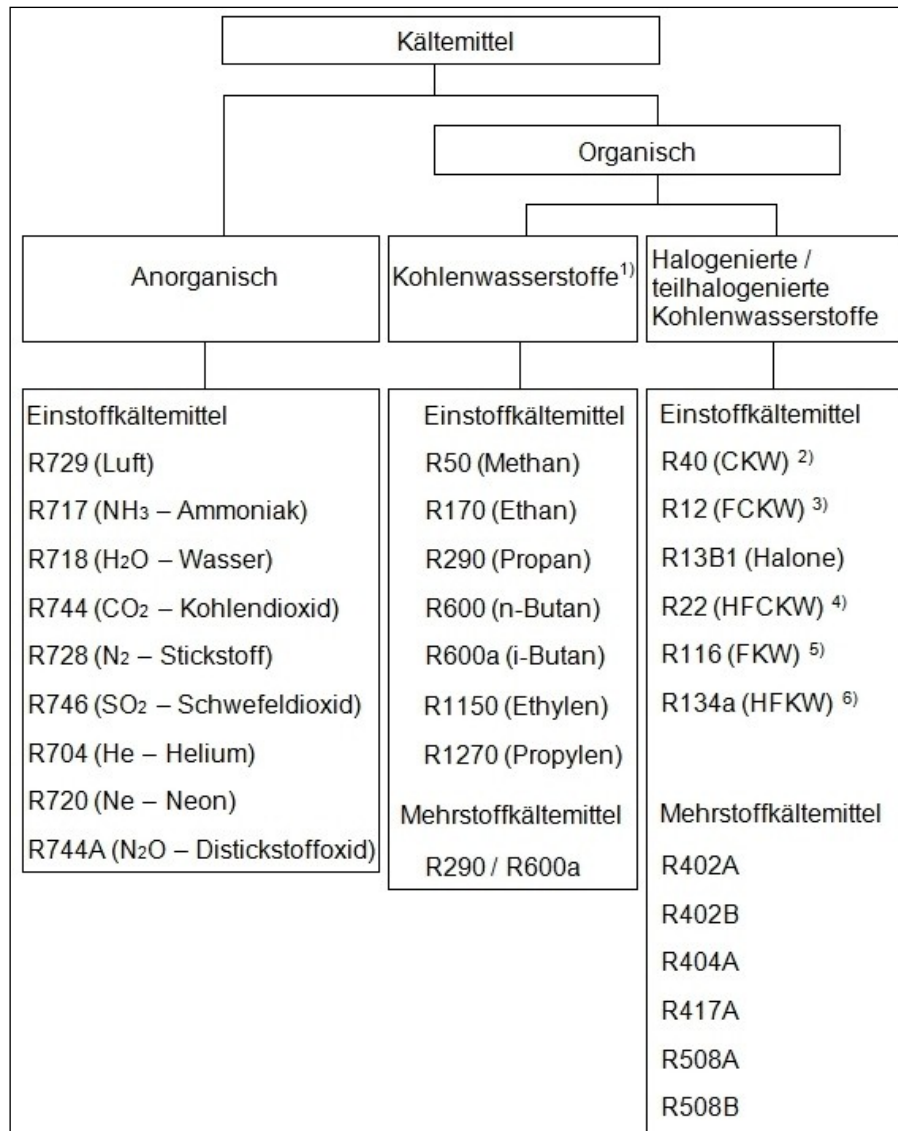 Kältemittel
Organisch
Anorganisch
Kohlenwasserstoffe1)
Halogenierte /
teilhalogenierte
Kohlenwasserstoffe
Einstoffkältemittel
R729 (Luft)
R717 (NH3 – Ammoniak)
R718 (H2O – Wasser)
R744 (CO2 – Kohlendioxid)
R728 (N2 – Stickstoff)
R746 (SO2 – Schwefeldioxid)
R704 (He – Helium)
R720 (Ne – Neon)
R744A (N2O – Distickstoffoxid)
Einstoffkältemittel
R50 (Methan)
R170 (Ethan)
R290 (Propan)
R600 (n-Butan)
R600a (i-Butan)
R1150 (Ethylen)
R1270 (Propylen)
Mehrstoffkältemittel
R290 / R600a
Einstoffkältemittel
R40 (CKW) 2)
R12 (FCKW) 3)
R13B1 (Halone)
R22 (HFCKW) 4)
R116 (FKW) 5)
R134a (HFKW) 6)
Mehrstoffkältemittel
R402A
R402B
R404A
R417A
R508A
R508B